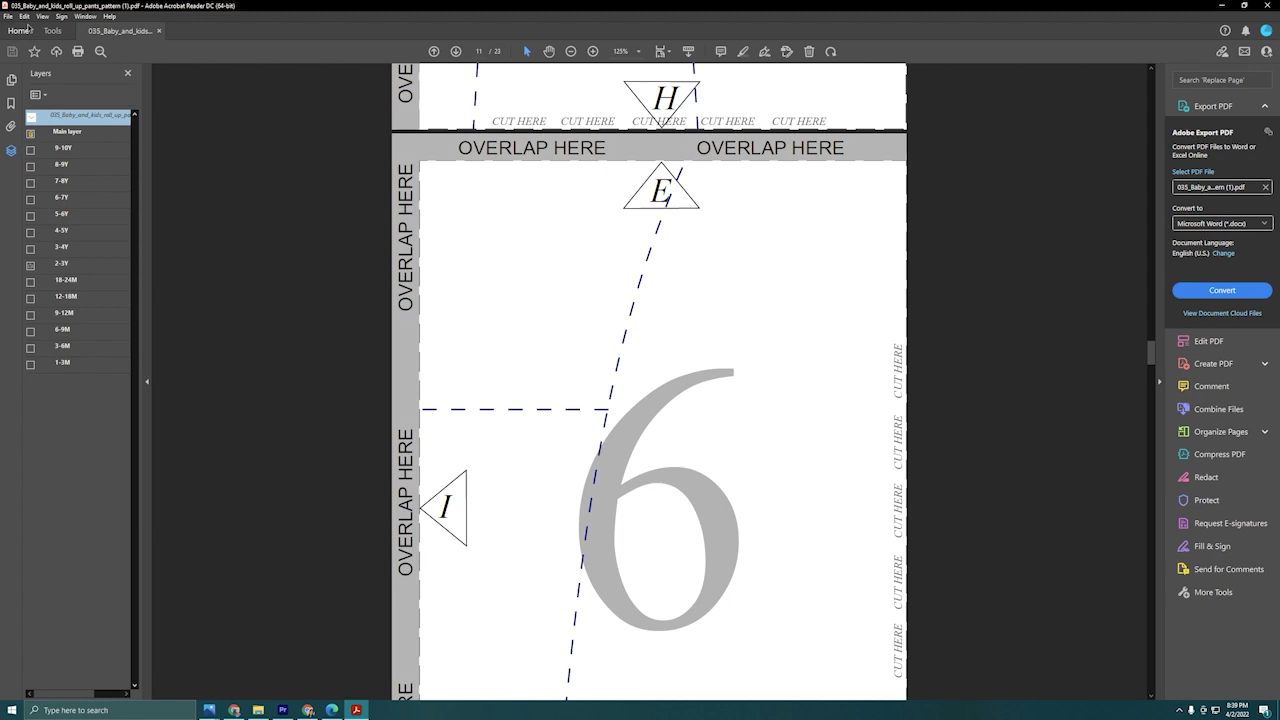 035_Baby_and_kids_roll_up_pants_pattern (1).pdf - Adobe Acrobat Reader DC (64-bit)
File Edit View Sign Window Help
Home Tools 035_Baby_and_kids...
11 / 23 125%
Layers
035_Baby_and_kids_roll_up_pa
Main layer
9-10Y
8-9Y
7-8Y
6-7Y
5-6Y
4-5Y
3-4Y
2-3Y
18-24M
12-18M
9-12M
6-9M
3-6M
1-3M
OVE
H
CUT HERE CUT HERE CUT HERE CUT HERE CUT HERE
OVERLAP HERE OVERLAP HERE
E
OVERLAP HERE
OVERLAP HERE
I
6
CUT HERE
CUT HERE
CUT HERE
CUT HERE
CUT HERE
RE
Search 'Replace Page'
Export PDF
Adobe Export PDF
Convert PDF Files to Word or
Excel Online
Select PDF File
035_Baby_a...ern (1).pdf
Convert to
Microsoft Word (*.docx)
Document Language:
English (U.S.) Change
Convert
View Document Cloud Files
Edit PDF
Create PDF
Comment
Combine Files
Organize Pages
Compress PDF
Redact
Protect
Request E-signatures
Fill & Sign
Send for Comments
More Tools
Type here to search
Pr
8:39 PM
4/2/2022